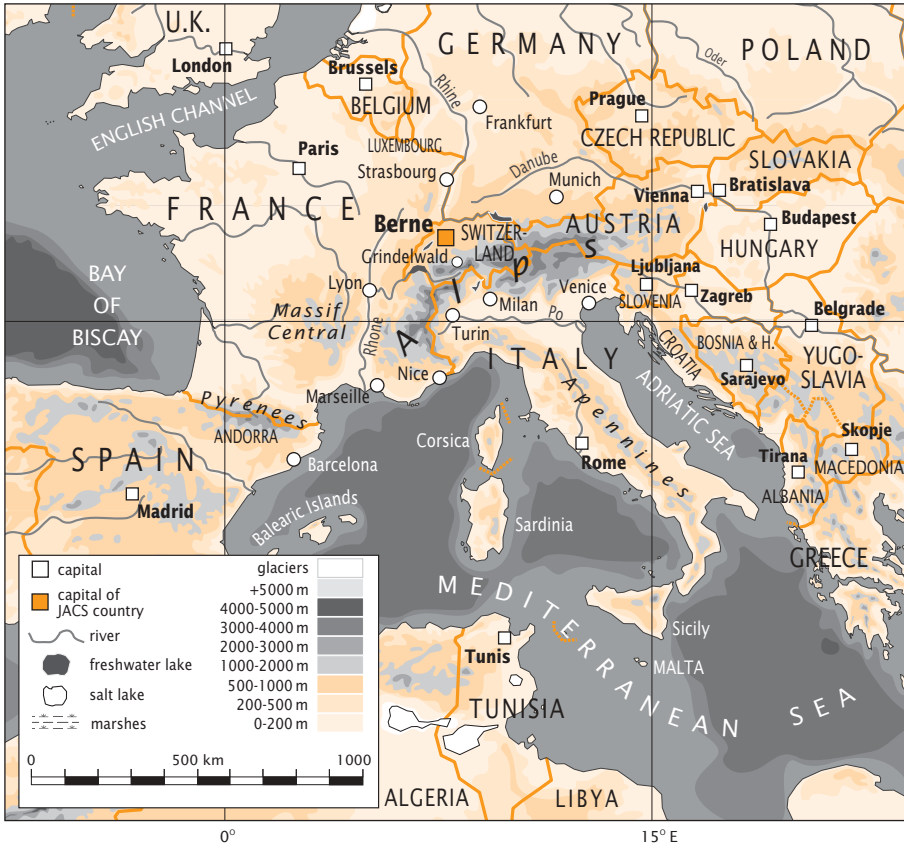 U.K.
London
ENGLISH CHANNEL
Brussels
BELGIUM
LUXEMBOURG
GERMANY
Rhine
Frankfurt
Oder
POLAND
Prague
CZECH REPUBLIC
Paris
Strasbourg
FRANCE
Danube
Munich
SLOVAKIA
Vienna
Bratislava
Berne
SWITZER-
LAND
Grindelwald
AUSTRIA
Budapest
HUNGARY
Alps
BAY
OF
BISCAY
Lyon
Massif
Central
Rhone
Milan
Turin
Po
Venice
Ljubljana
SLOVENIA
Zagreb
CROATIA
Belgrade
BOSNIA & H.
Sarajevo
YUGO-
SLAVIA
ITALY
Nice
Marseille
Pyrenees
ANDORRA
Apennines
ADRIATIC SEA
Skopje
MACEDONIA
Tirana
ALBANIA
SPAIN
Madrid
Barcelona
Corsica
Rome
Balearic Islands
Sardinia
GREECE
MEDITERRANEAN SEA
Sicily
MALTA
Tunis
TUNISIA
ALGERIA
LIBYA
capital
capital of
JACS country
river
freshwater lake
salt lake
marshes
glaciers
+5000 m
4000-5000 m
3000-4000 m
2000-3000 m
1000-2000 m
500-1000 m
200-500 m
0-200 m
0 500 km 1000
0° 15° E